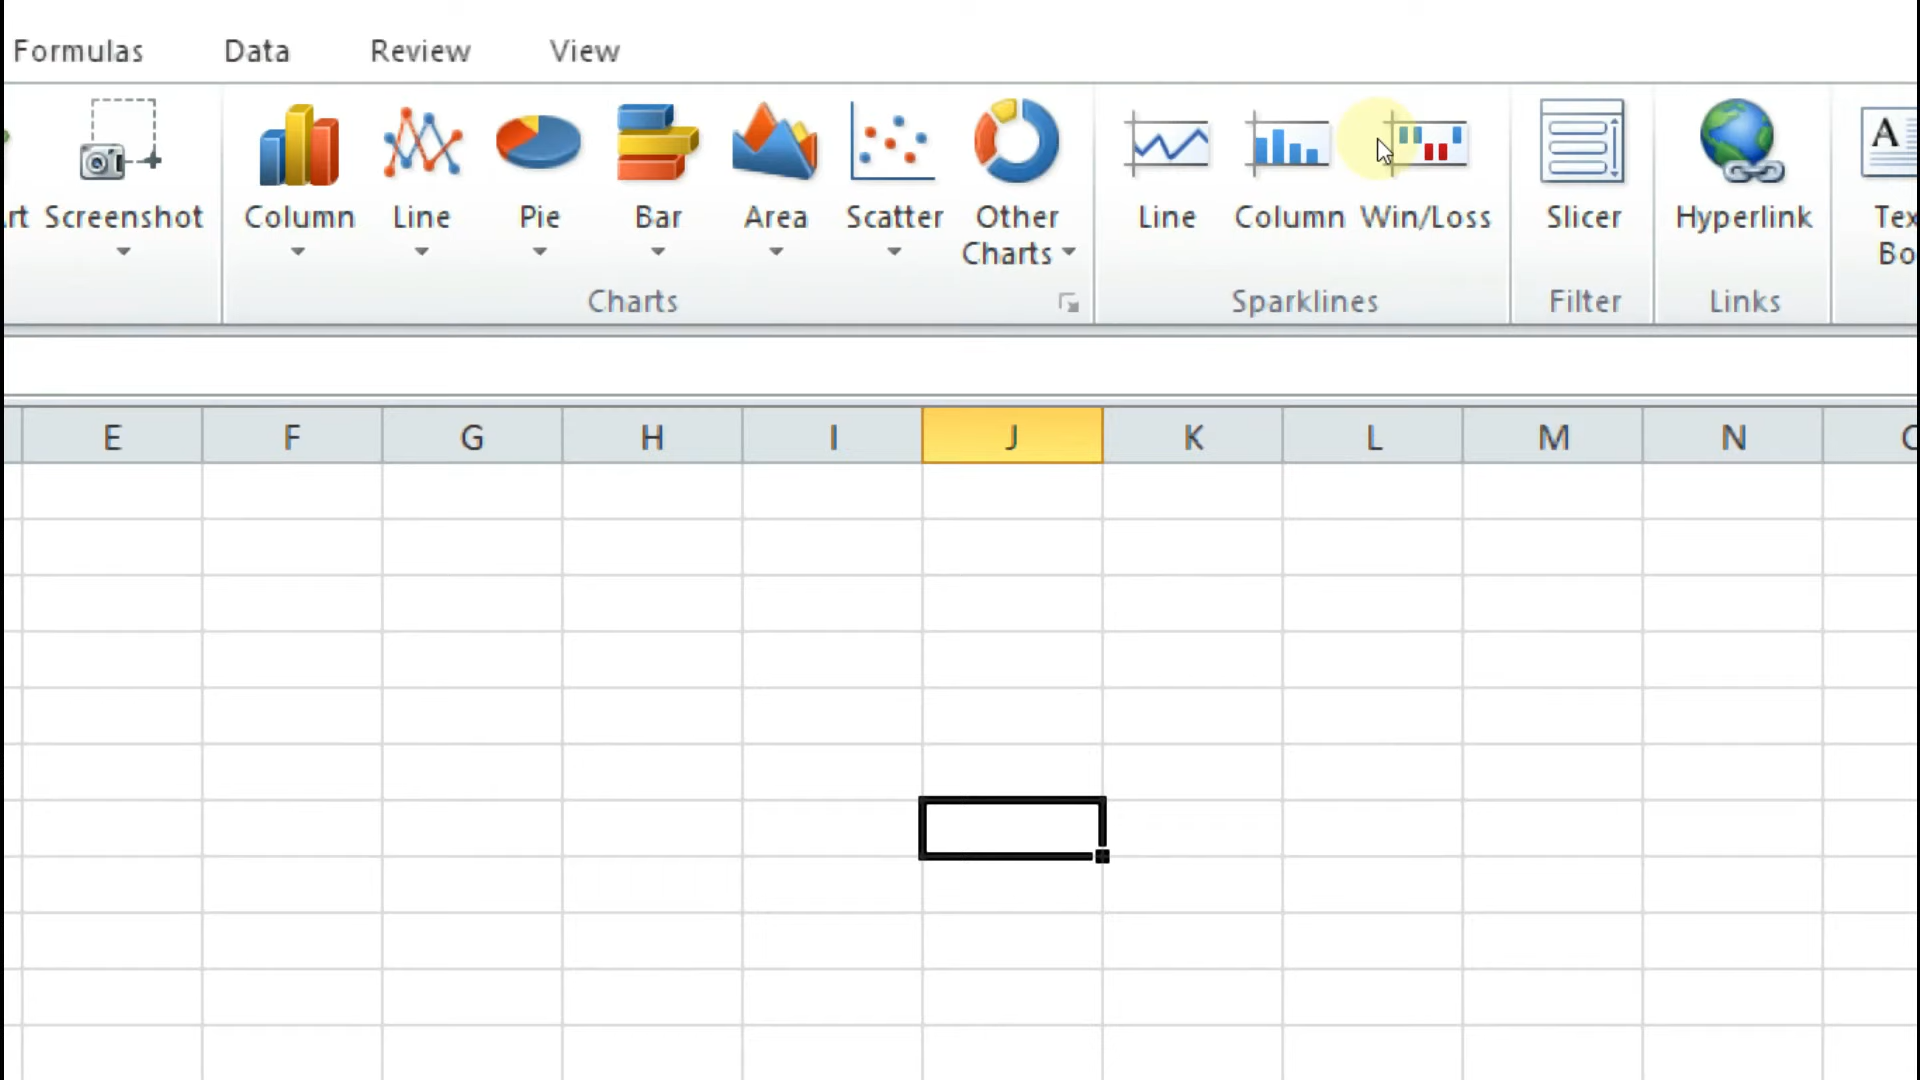 Formulas Data Review View
Screenshot Column Line Pie Bar Area Scatter Other Charts Line Column Win/Loss Slicer Hyperlink
Charts Sparklines Filter Links
E F G H I J K L M N